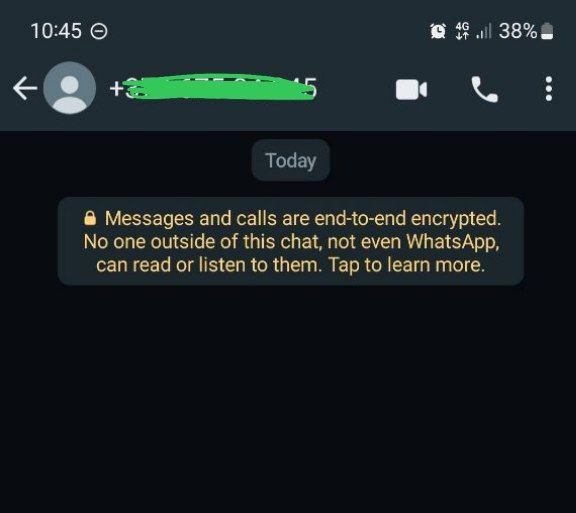 10:45
4G
38%
Today
Messages and calls are end-to-end encrypted.
No one outside of this chat, not even WhatsApp,
can read or listen to them. Tap to learn more.